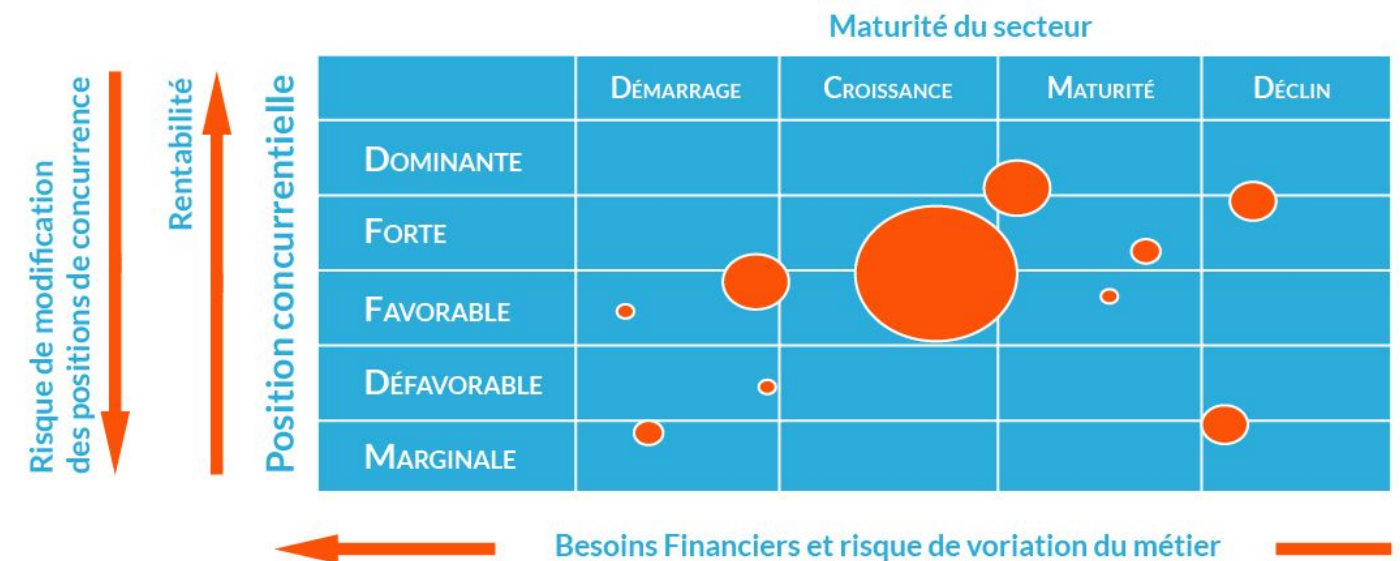 Maturité du secteur
Risque de modification
des positions de concurrence
Rentabilité
Position concurrentielle
DÉMARRAGE
CROISSANCE
MATURITÉ
DÉCLIN
DOMINANTE
FORTE
FAVORABLE
DÉFAVORABLE
MARGINALE
Besoins Financiers et risque de voriation du métier